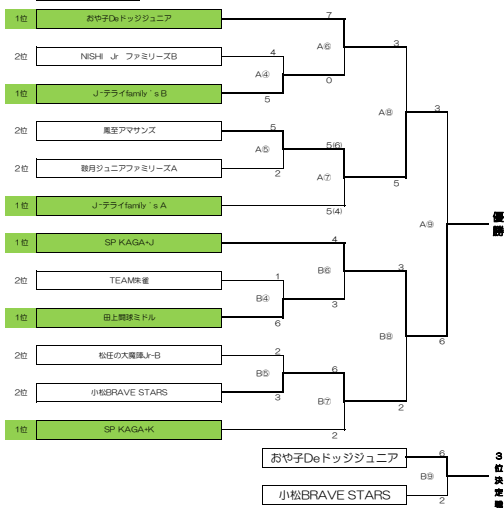 1位 おや子Deドッジジュニア 7
A⑥ 3
2位 NISHI Jr ファミリーズB 4
A④ 0
1位 J-テライfamily`s B 5
A⑧ 3
2位 鳳至アマサンズ 5
A⑤ 5(6)
2位 鼓月ジュニアファミリーズA 2
A⑦ 5
1位 J-テライfamily`s A 5(4)
A⑨ 優勝
1位 SP KAGA・J 4
B⑥ 3
2位 TEAM朱雀 1
B④ 3
1位 田上闘球ミドル 6
B⑧ 6
2位 松任の大魔陣Jr-B 2
B⑤ 6
2位 小松BRAVE STARS 3
B⑦ 2
1位 SP KAGA・K 2
おや子Deドッジジュニア 6
B⑨ 3位決定戦
小松BRAVE STARS 2